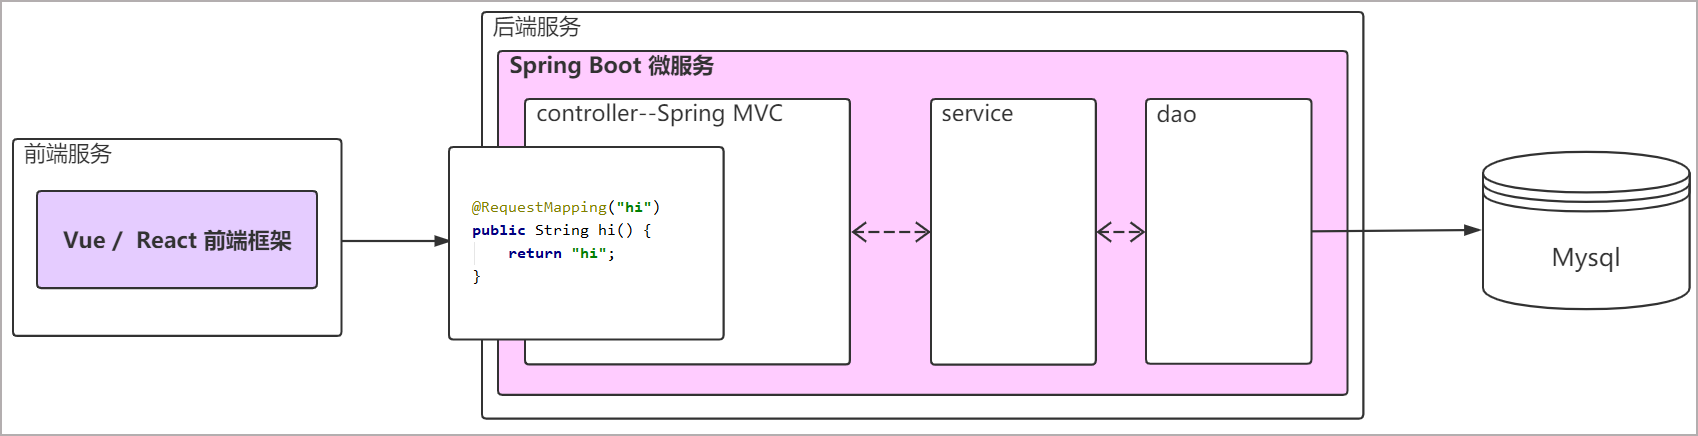 后端服务
Spring Boot 微服务
controller--Spring MVC
service
dao
前端服务
Vue / React 前端框架
@RequestMapping("hi")
public String hi() {
return "hi";
}
Mysql